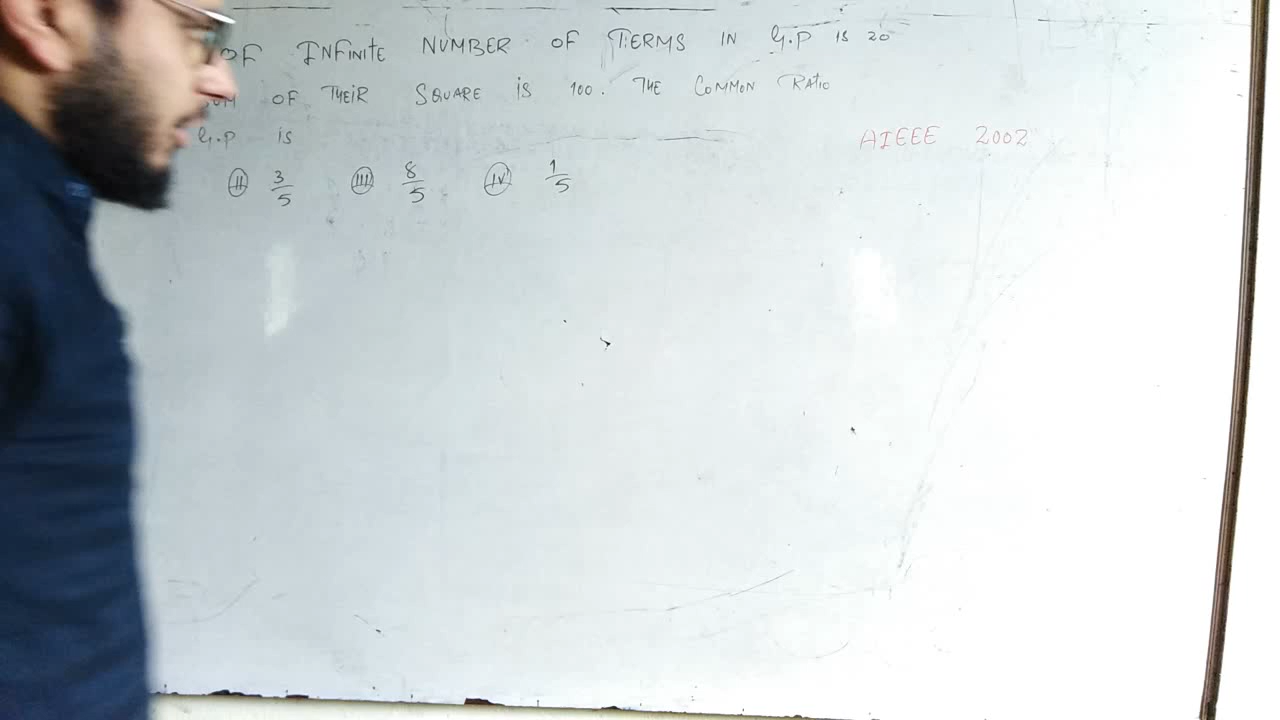 OF INFINITE NUMBER OF TERMS IN G.P IS 20
OF THEIR SQUARE IS 100. THE COMMON RATIO
G.P IS
AIEEE 2002
II 3/5 III 8/5 IV 1/5